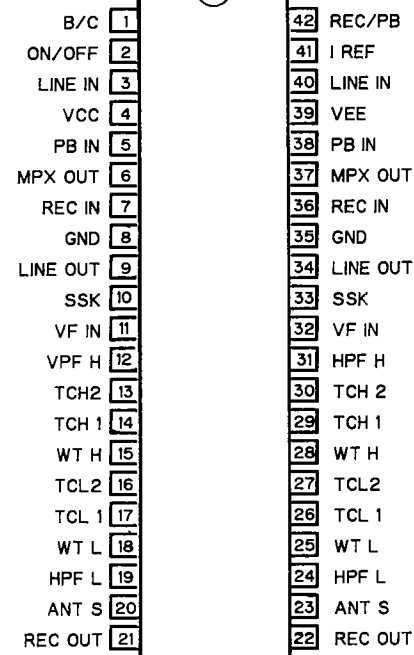 B/C 1 42 REC/PB
ON/OFF 2 41 I REF
LINE IN 3 40 LINE IN
VCC 4 39 VEE
PB IN 5 38 PB IN
MPX OUT 6 37 MPX OUT
REC IN 7 36 REC IN
GND 8 35 GND
LINE OUT 9 34 LINE OUT
SSK 10 33 SSK
VF IN 11 32 VF IN
VPF H 12 31 HPF H
TCH2 13 30 TCH 2
TCH 1 14 29 TCH 1
WT H 15 28 WT H
TCL2 16 27 TCL2
TCL 1 17 26 TCL 1
WT L 18 25 WT L
HPF L 19 24 HPF L
ANT S 20 23 ANT S
REC OUT 21 22 REC OUT